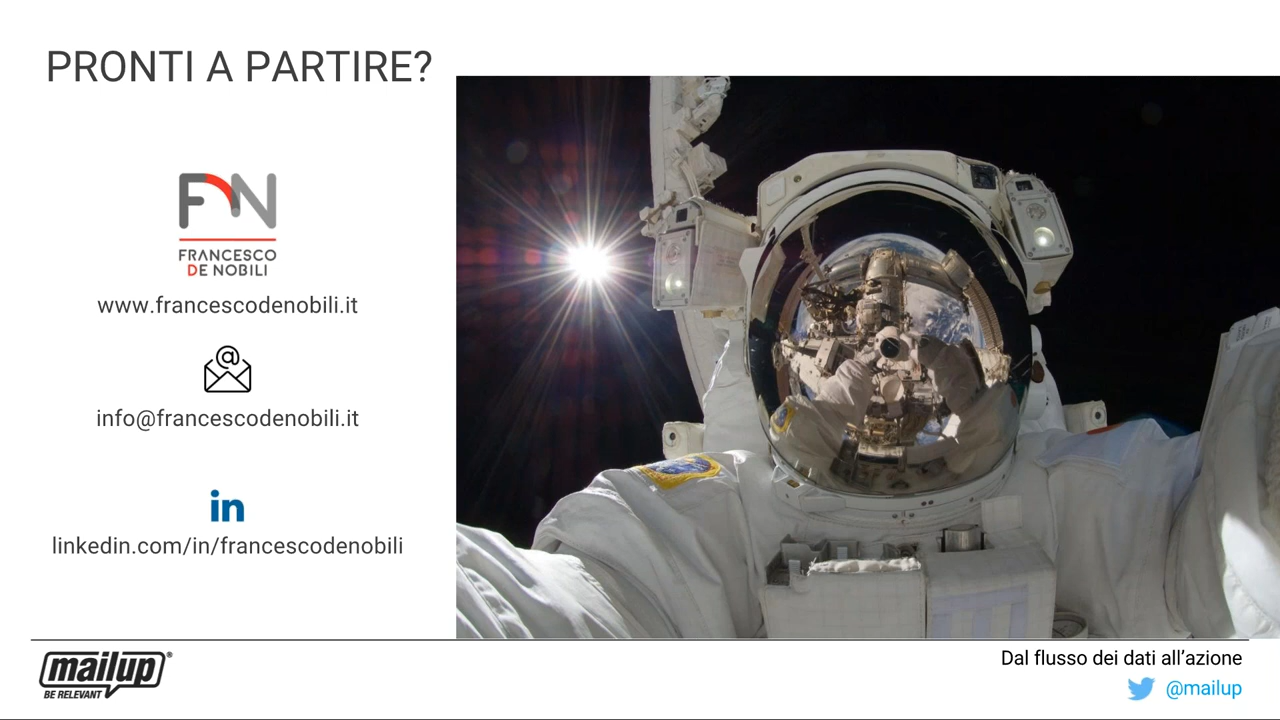 PRONTI A PARTIRE?
FN
FRANCESCO
DE NOBILI
www.francescodenobili.it
@
info@francescodenobili.it
in
linkedin.com/in/francescodenobili
mailup®
BE RELEVANT
Dal flusso dei dati all’azione
@mailup